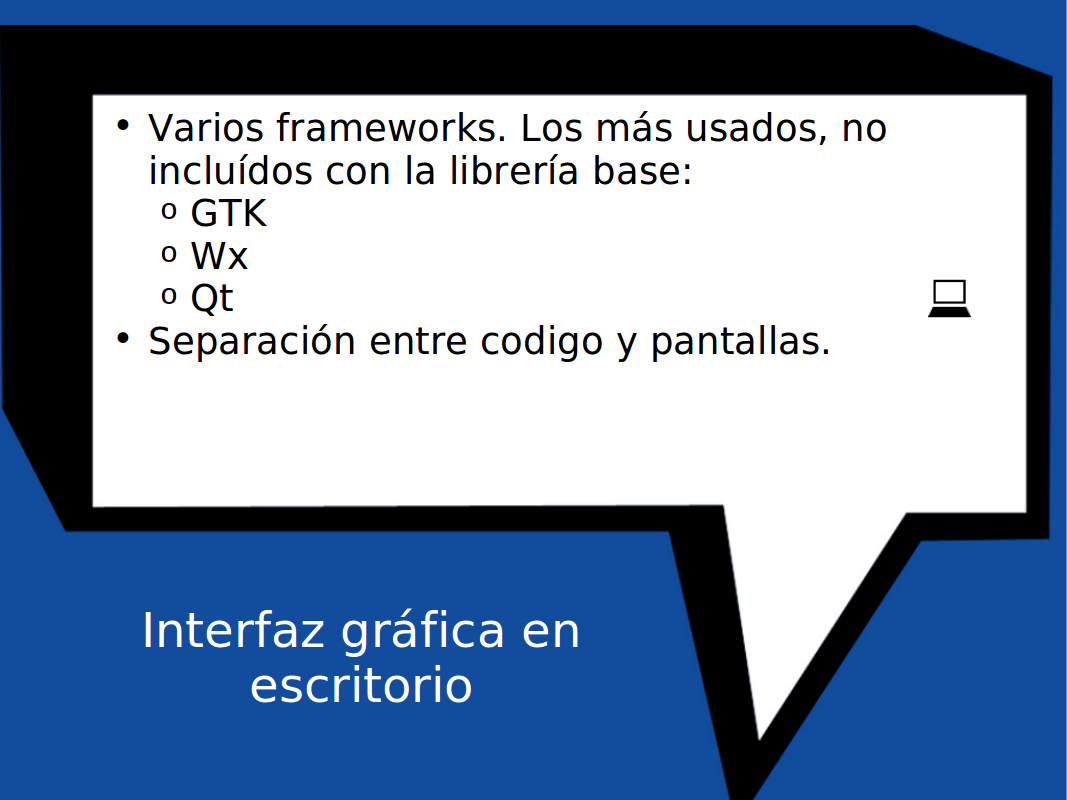 • Varios frameworks. Los más usados, no
incluídos con la librería base:
o GTK
o Wx
o Qt
• Separación entre codigo y pantallas.
Interfaz gráfica en
escritorio